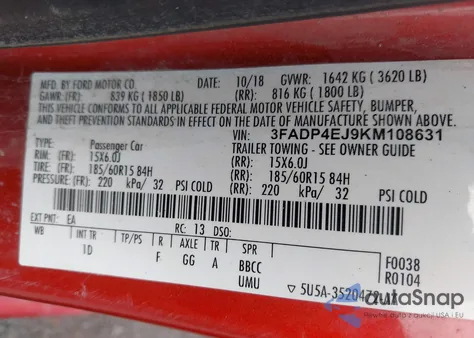 MFD. BY FORD MOTOR CO. DATE: 10/18 GVWR: 1642 KG ( 3620 LB)
GAWR: (FR) 839 KG ( 1850 LB) (RR) 816 KG ( 1800 LB)
THIS VEHICLE CONFORMS TO ALL APPLICABLE FEDERAL MOTOR VEHICLE SAFETY, BUMPER,
AND THEFT PREVENTION STANDARDS IN EFFECT ON THE DATE OF MANUFACTURE SHOWN ABOVE.
VIN: 3FADP4EJ9KM108631
TYPE: Passenger Car TRAILER TOWING - SEE OWNER GUIDE
RIM: (FR): 15X6.0J (RR): 15X6.0J
TIRE: (FR): 185/60R15 84H (RR): 185/60R15 84H
PRESSURE: (FR): 220 kPa/ 32 PSI COLD (RR): 220 kPa/ 32 PSI COLD
EXT PNT: EA RC: 13 DSO:
WB INT TR TP/PS R AXLE TR SPR
1D F GG A BBCC
UMU
F0038
R0104
5U5A-3520472-AA
autoSnap